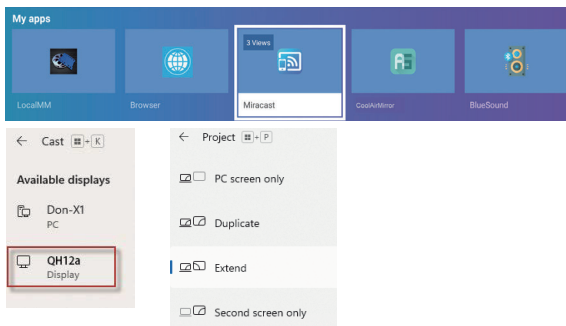 My apps
3 Views
LocalMM
Browser
Miracast
CoolAirMirror
BlueSound
← Cast ⊞ + K
Available displays
Don-X1
PC
QH12a
Display
← Project ⊞ + P
PC screen only
Duplicate
Extend
Second screen only